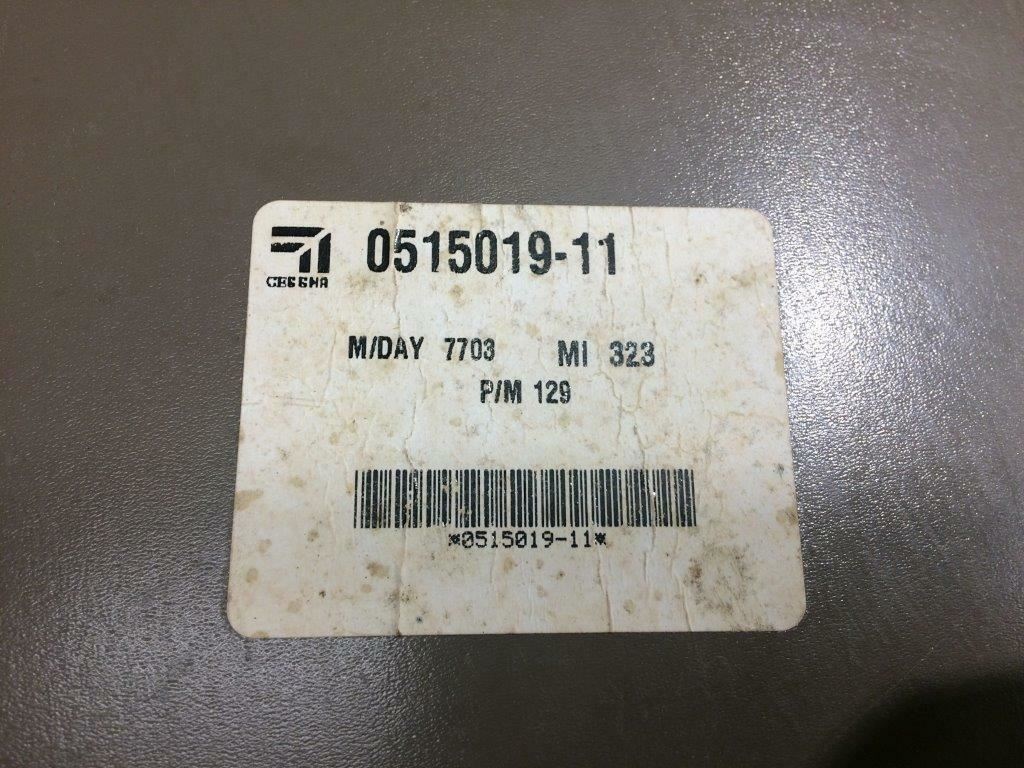 CESSNA
0515019-11
M/DAY 7703 MI 323
P/M 129
*0515019-11*